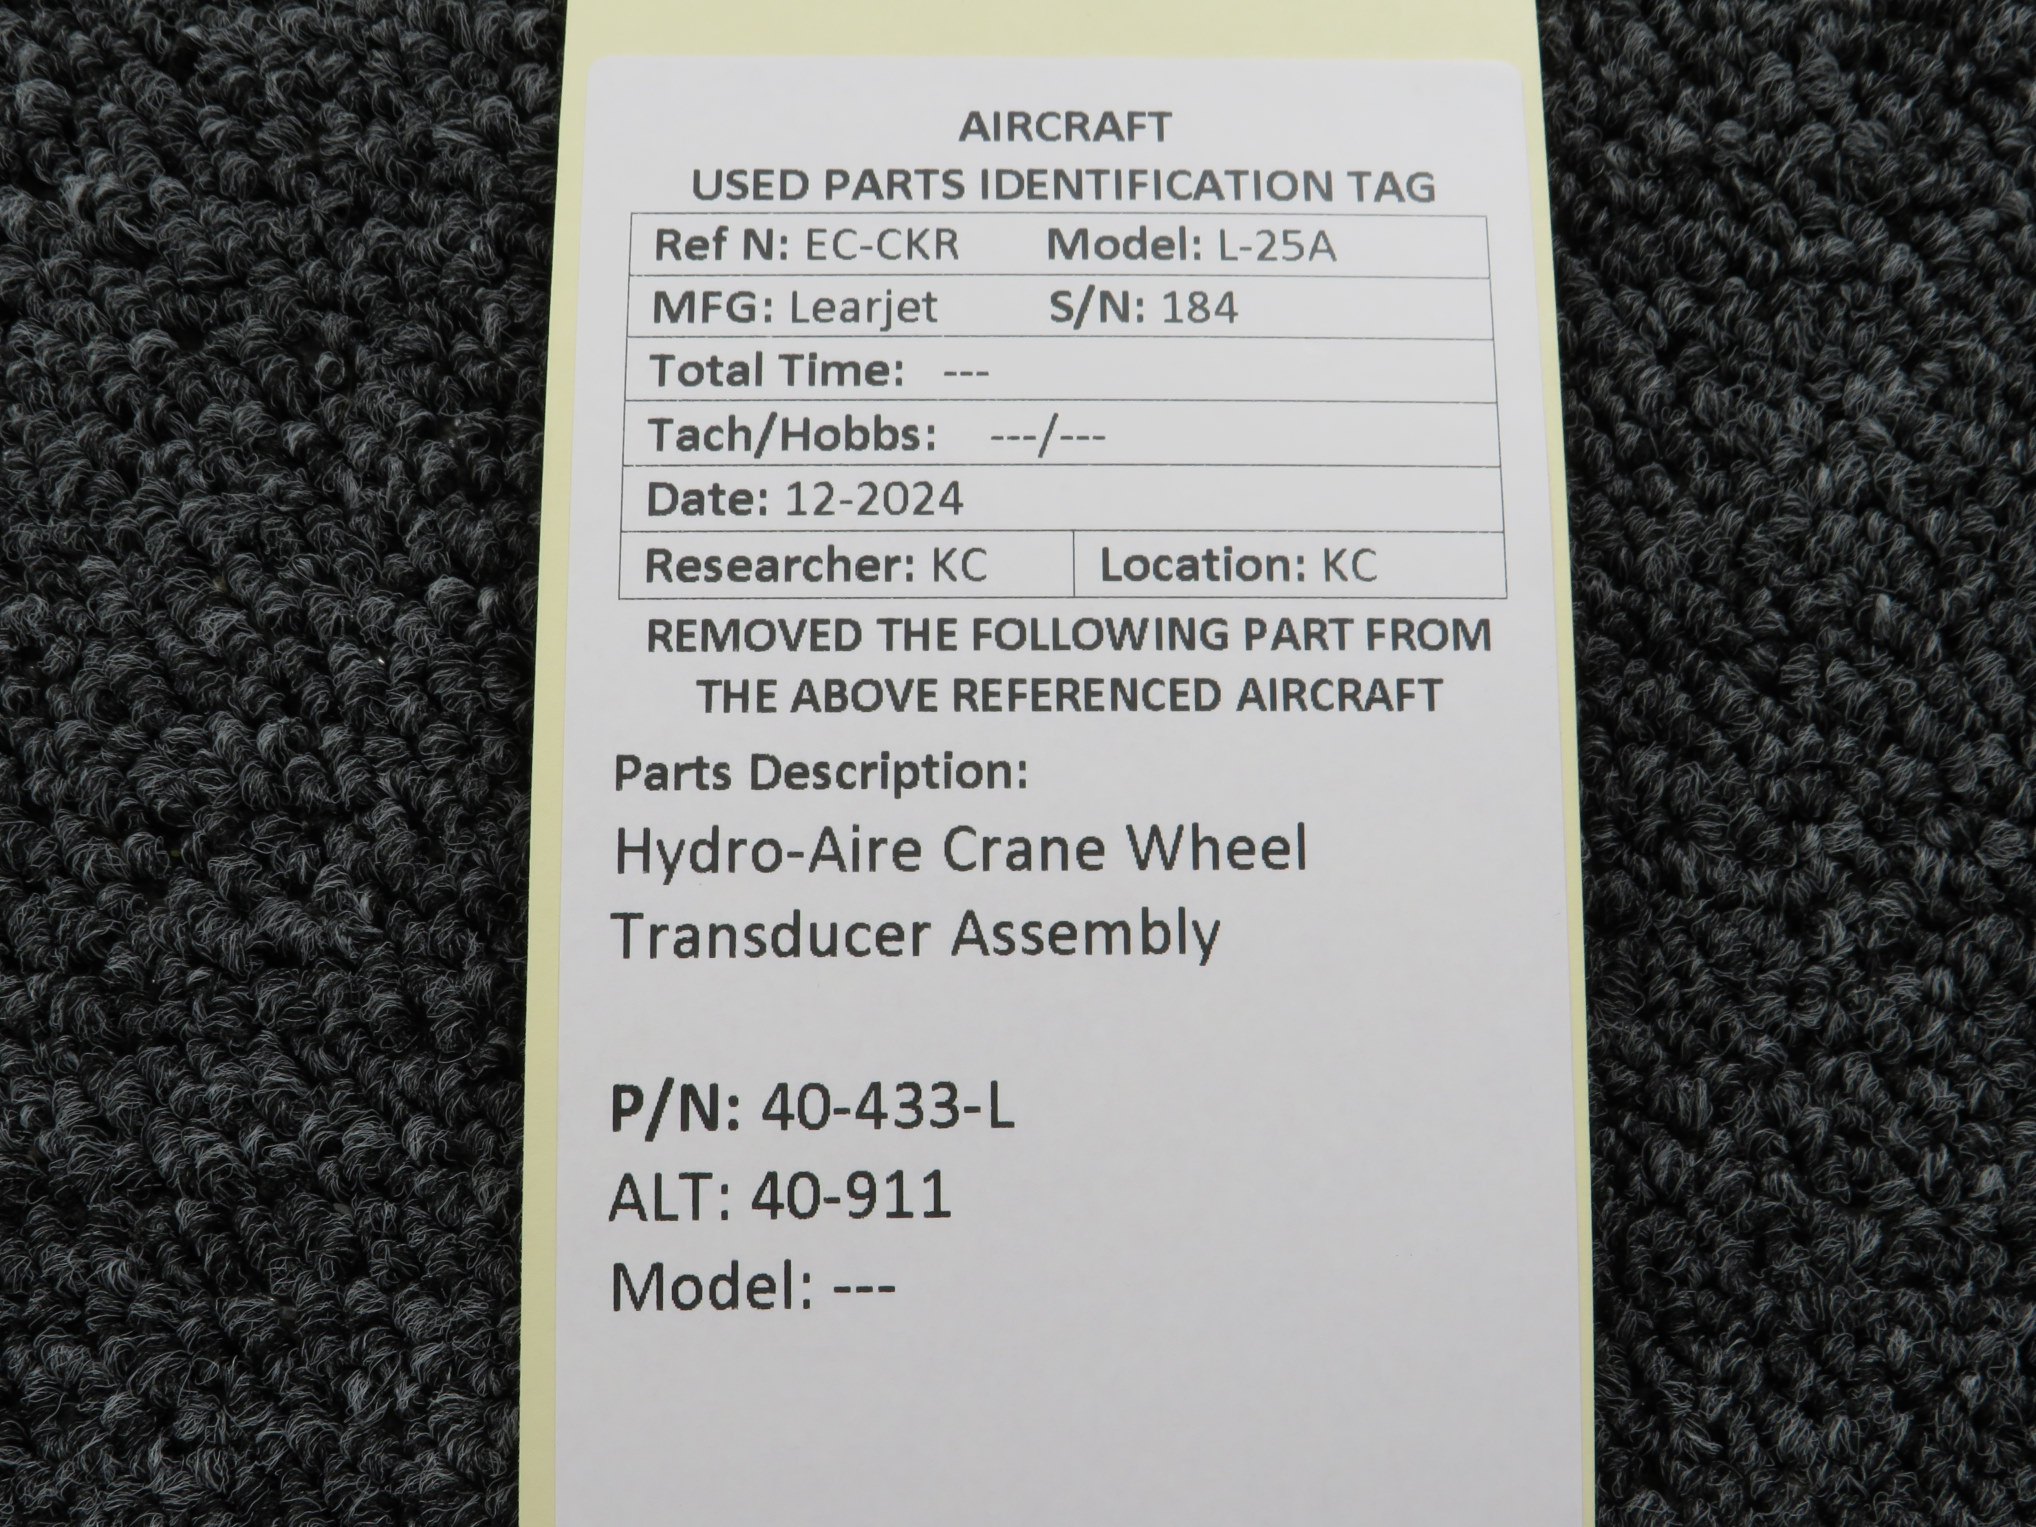 AIRCRAFT
USED PARTS IDENTIFICATION TAG
Ref N: EC-CKR Model: L-25A
MFG: Learjet S/N: 184
Total Time: ---
Tach/Hobbs: ---/---
Date: 12-2024
Researcher: KC Location: KC
REMOVED THE FOLLOWING PART FROM
THE ABOVE REFERENCED AIRCRAFT
Parts Description:
Hydro-Aire Crane Wheel
Transducer Assembly
P/N: 40-433-L
ALT: 40-911
Model: ---